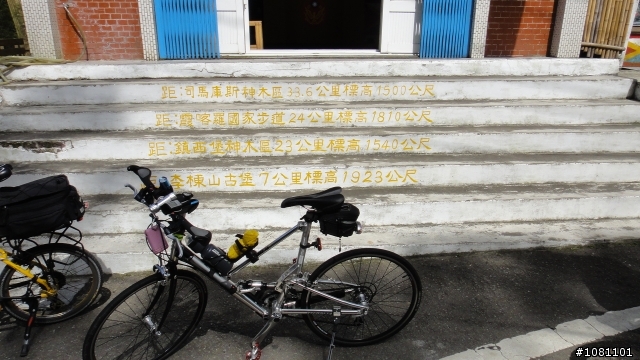 距:司馬庫斯神木區33.6公里標高1500公尺
距:霞喀羅國家步道24公里標高1810公尺
距:鎮西堡神木區23公里標高1540公尺
李棟山古堡7公里標高1923公尺
#1081101